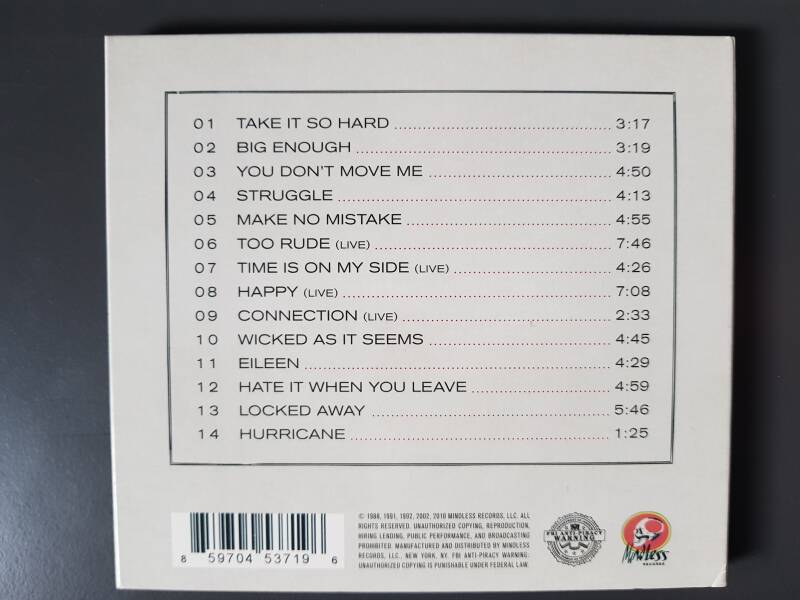 01 TAKE IT SO HARD 3:17
02 BIG ENOUGH 3:19
03 YOU DON'T MOVE ME 4:50
04 STRUGGLE 4:13
05 MAKE NO MISTAKE 4:55
06 TOO RUDE (LIVE) 7:46
07 TIME IS ON MY SIDE (LIVE) 4:26
08 HAPPY (LIVE) 7:08
09 CONNECTION (LIVE) 2:33
10 WICKED AS IT SEEMS 4:45
11 EILEEN 4:29
12 HATE IT WHEN YOU LEAVE 4:59
13 LOCKED AWAY 5:46
14 HURRICANE 1:25
8 59704 53719 6
© 1988, 1991, 1992, 2002, 2010 MINDLESS RECORDS, LLC. ALL
RIGHTS RESERVED. UNAUTHORIZED COPYING, REPRODUCTION,
HIRING LENDING, PUBLIC PERFORMANCE, AND BROADCASTING
PROHIBITED. MANUFACTURED AND DISTRIBUTED BY MINDLESS
RECORDS, LLC., NEW YORK, NY. FBI ANTI-PIRACY WARNING:
UNAUTHORIZED COPYING IS PUNISHABLE UNDER FEDERAL LAW.
FBI ANTI-PIRACY
WARNING
Mindless
RECORDS